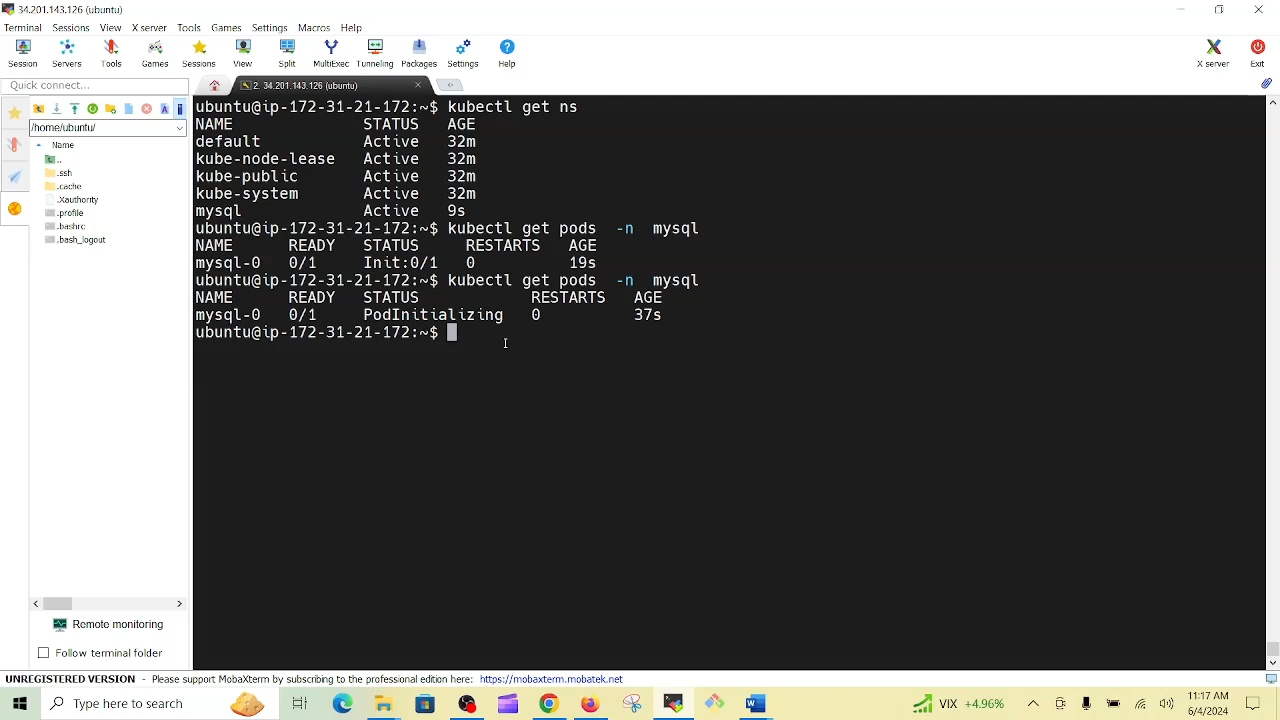 34.201.143.126 (ubuntu)
Terminal Sessions View X server Tools Games Settings Macros Help
Session Servers Tools Games Sessions View Split MultiExec Tunneling Packages Settings Help X server Exit
Quick connect...
2. 34.201.143.126 (ubuntu)
/home/ubuntu/
Name
..
.ssh
.cache
.Xauthority
.profile
.bashrc
.bash_logout
ubuntu@ip-172-31-21-172:~$ kubectl get ns
NAME STATUS AGE
default Active 32m
kube-node-lease Active 32m
kube-public Active 32m
kube-system Active 32m
mysql Active 9s
ubuntu@ip-172-31-21-172:~$ kubectl get pods -n mysql
NAME READY STATUS RESTARTS AGE
mysql-0 0/1 Init:0/1 0 19s
ubuntu@ip-172-31-21-172:~$ kubectl get pods -n mysql
NAME READY STATUS RESTARTS AGE
mysql-0 0/1 PodInitializing 0 37s
ubuntu@ip-172-31-21-172:~$
Remote monitoring
Follow terminal folder
UNREGISTERED VERSION - Please support MobaXterm by subscribing to the professional edition here: https://mobaxterm.mobatek.net
Type here to search
VIX +4.96%
11:17 AM
6/4/2024